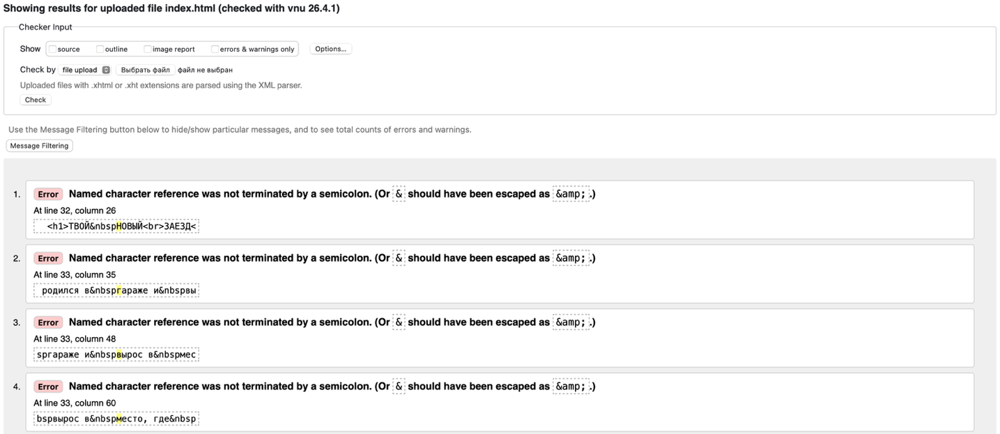 Showing results for uploaded file index.html (checked with vnu 26.4.1)
Checker Input
Show source outline image report errors & warnings only Options...
Check by file upload Выбрать файл файл не выбран
Uploaded files with .xhtml or .xht extensions are parsed using the XML parser.
Check
Use the Message Filtering button below to hide/show particular messages, and to see total counts of errors and warnings.
Message Filtering
1. Error Named character reference was not terminated by a semicolon. (Or & should have been escaped as &amp;.)
At line 32, column 26
<h1>ТВОЙ&nbspНОВЫЙ<br>ЗАЕЗД<
2. Error Named character reference was not terminated by a semicolon. (Or & should have been escaped as &amp;.)
At line 33, column 35
родился в&nbspгараже и&nbspвы
3. Error Named character reference was not terminated by a semicolon. (Or & should have been escaped as &amp;.)
At line 33, column 48
spгараже и&nbspвырос в&nbspмес
4. Error Named character reference was not terminated by a semicolon. (Or & should have been escaped as &amp;.)
At line 33, column 60
bspвырос в&nbspместо, где&nbsp